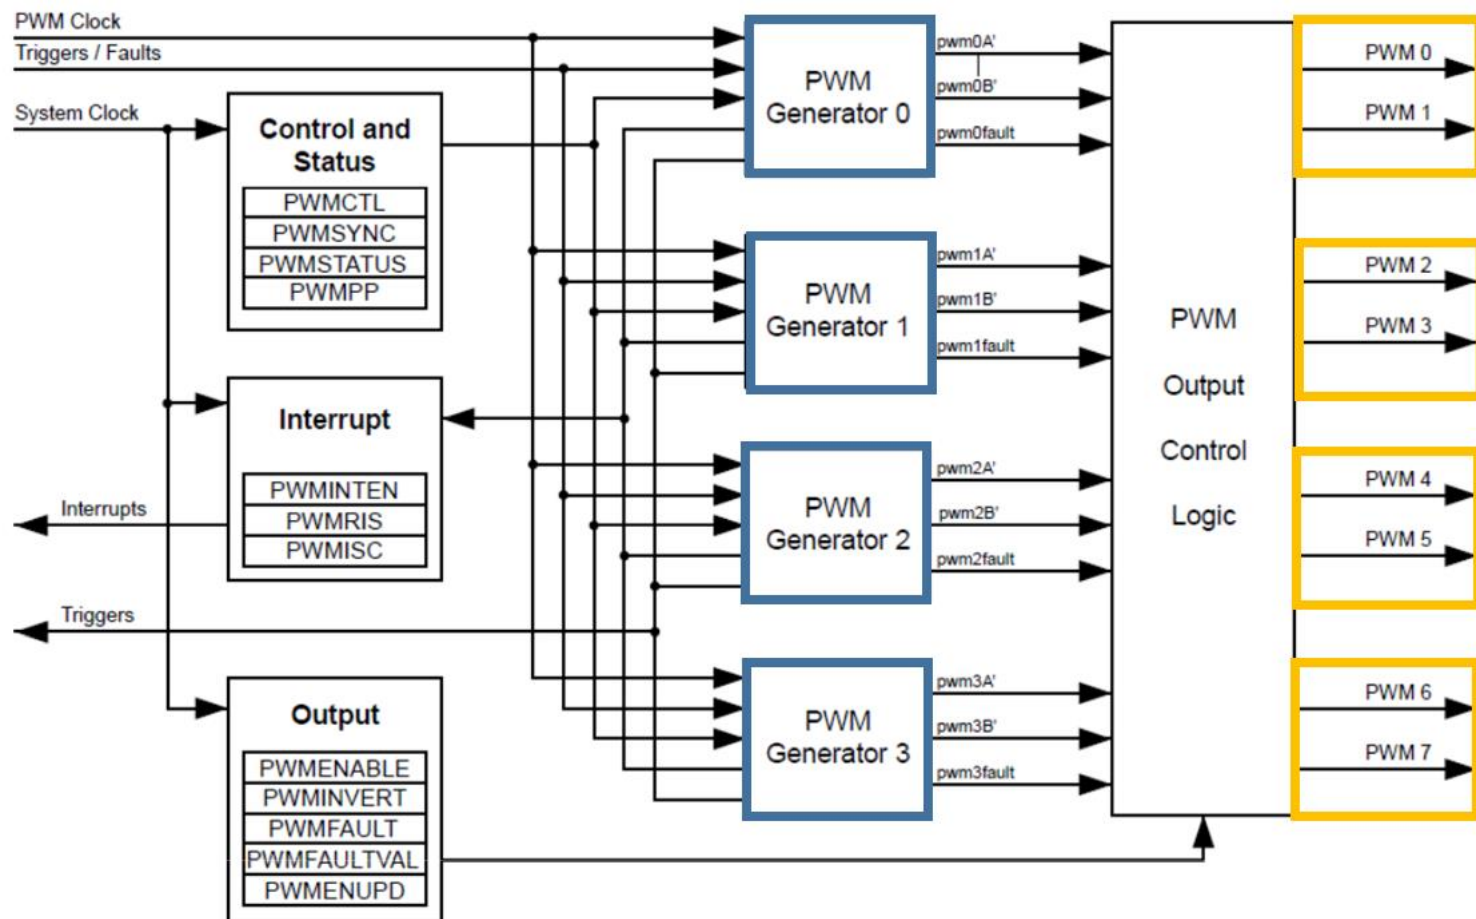 PWM Clock
Triggers / Faults
System Clock
Control and
Status
PWMCTL
PWMSYNC
PWMSTATUS
PWMPP
Interrupt
PWMINTEN
PWMRIS
PWMISC
Interrupts
Triggers
Output
PWMENABLE
PWMINVERT
PWMFAULT
PWMFAULTVAL
PWMENUPD
PWM
Generator 0
pwm0A'
pwm0B'
pwm0fault
PWM
Generator 1
pwm1A'
pwm1B'
pwm1fault
PWM
Generator 2
pwm2A'
pwm2B'
pwm2fault
PWM
Generator 3
pwm3A'
pwm3B'
pwm3fault
PWM
Output
Control
Logic
PWM 0
PWM 1
PWM 2
PWM 3
PWM 4
PWM 5
PWM 6
PWM 7